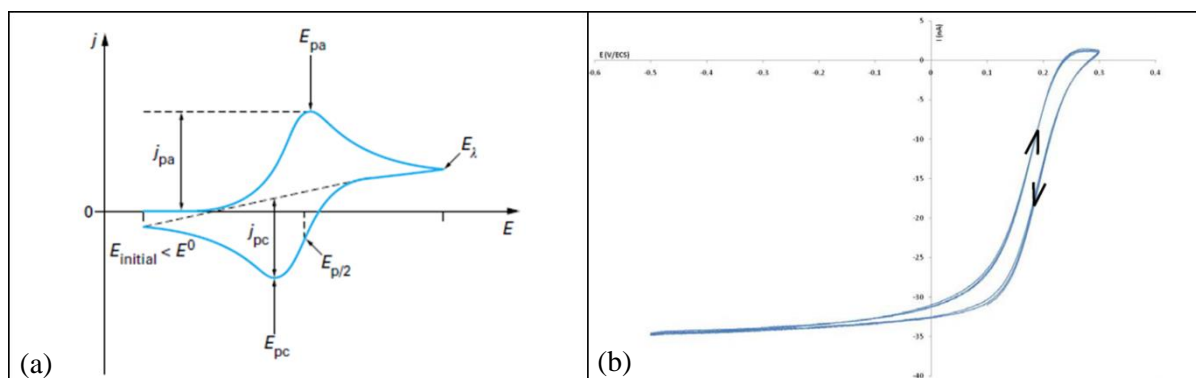 j
E_pa
j_pa
E_λ
0
E
j_pc
E_initial < E^0
E_p/2
E_pc
(a)
5
I (nA)
E (V/ECS)
0
-0,6
-0,5
-0,4
-0,3
-0,2
-0,1
0
0,1
0,2
0,3
0,4
-5
-10
-15
-20
-25
-30
-35
-40
(b)